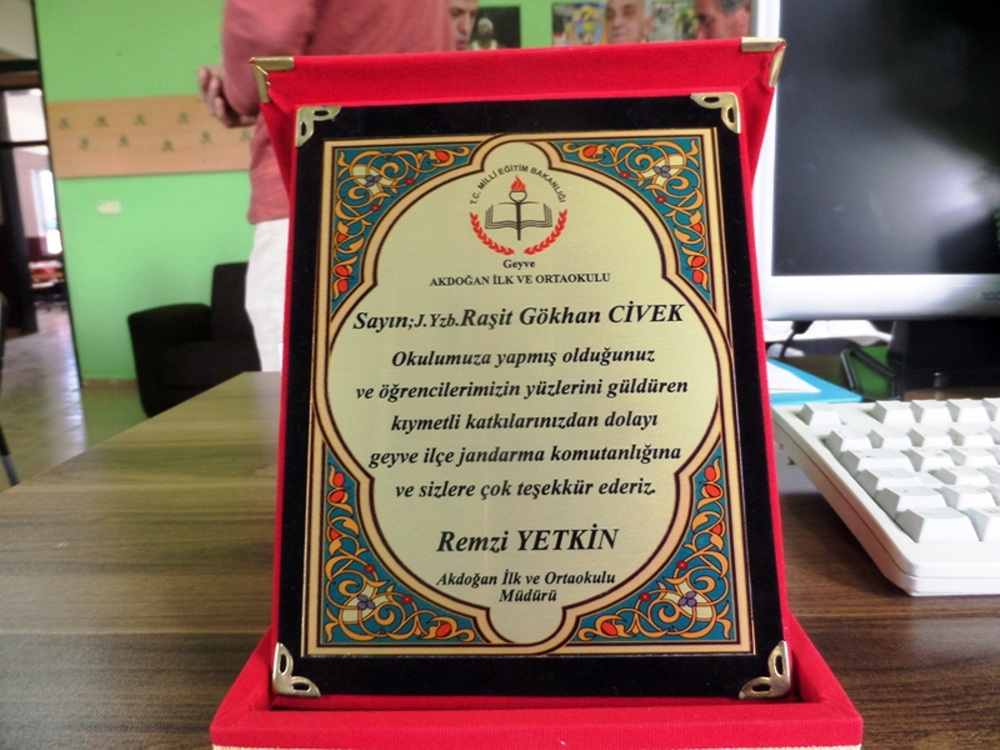 T.C. MİLLİ EĞİTİM BAKANLIĞI
Geyve
AKDOĞAN İLK VE ORTAOKULU
Sayın;J.Yzb.Raşit Gökhan CİVEK
Okulumuza yapmış olduğunuz
ve öğrencilerimizin yüzlerini güldüren
kıymetli katkılarınızdan dolayı
geyve ilçe jandarma komutanlığına
ve sizlere çok teşekkür ederiz.
Remzi YETKİN
Akdoğan İlk ve Ortaokulu
Müdürü